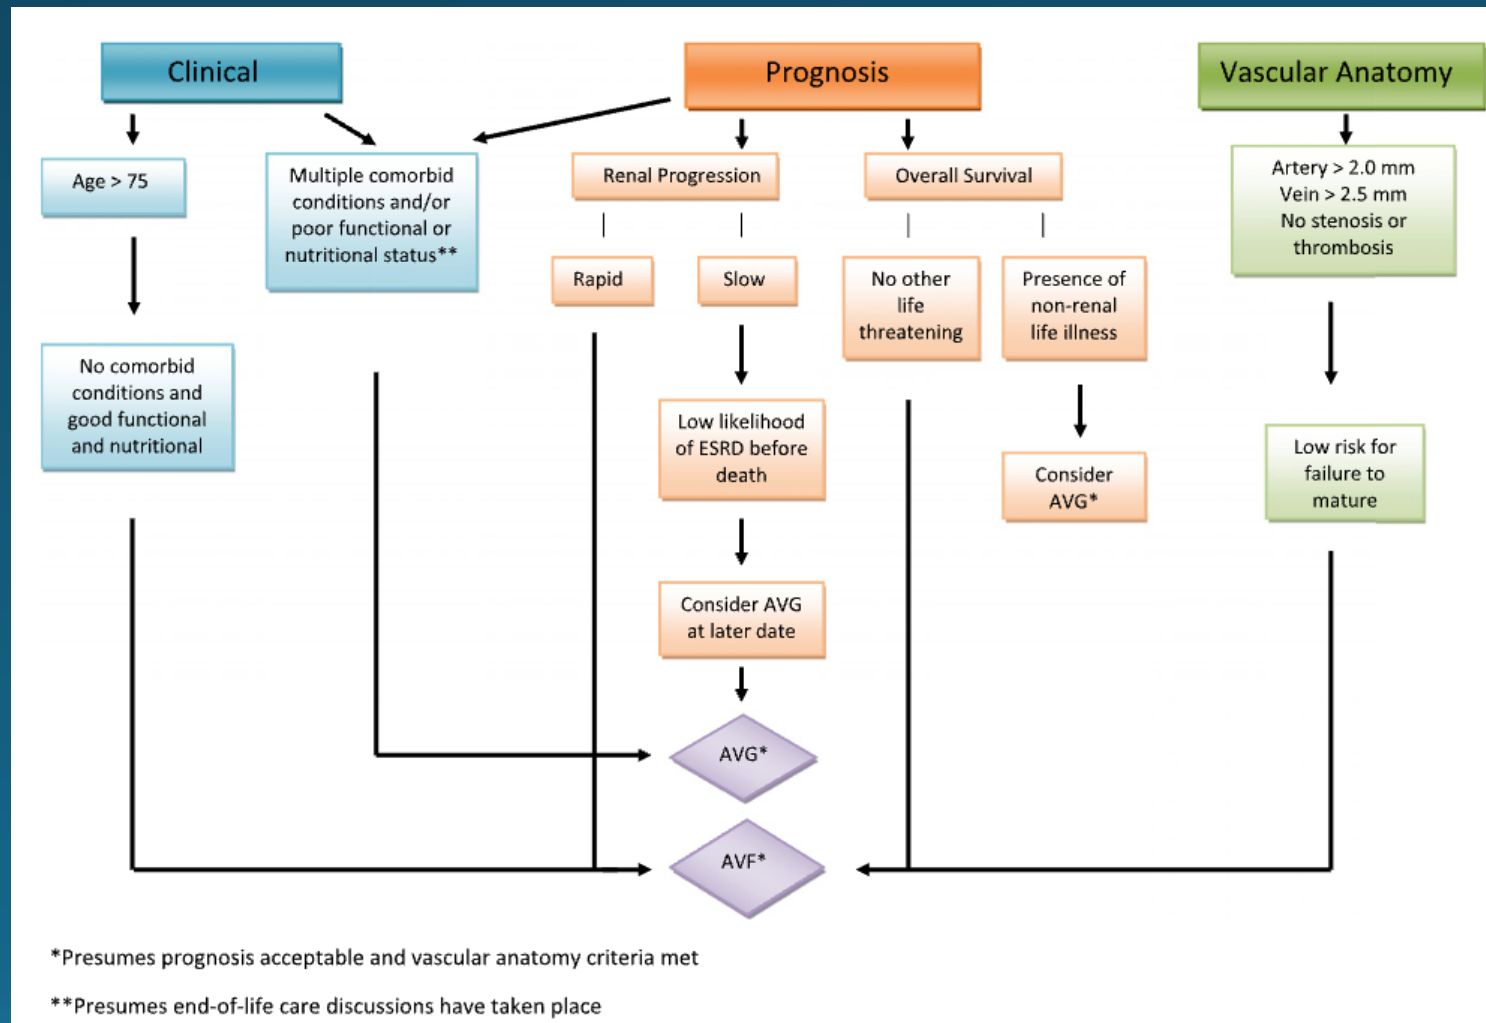 Clinical
Prognosis
Vascular Anatomy
Age > 75
Multiple comorbid
conditions and/or
poor functional or
nutritional status**
Renal Progression
Overall Survival
Artery > 2.0 mm
Vein > 2.5 mm
No stenosis or
thrombosis
Rapid
Slow
No other
life
threatening
Presence of
non-renal
life illness
No comorbid
conditions and
good functional
and nutritional
Low likelihood
of ESRD before
death
Consider
AVG*
Low risk for
failure to
mature
Consider AVG
at later date
AVG*
AVF*
*Presumes prognosis acceptable and vascular anatomy criteria met
**Presumes end-of-life care discussions have taken place